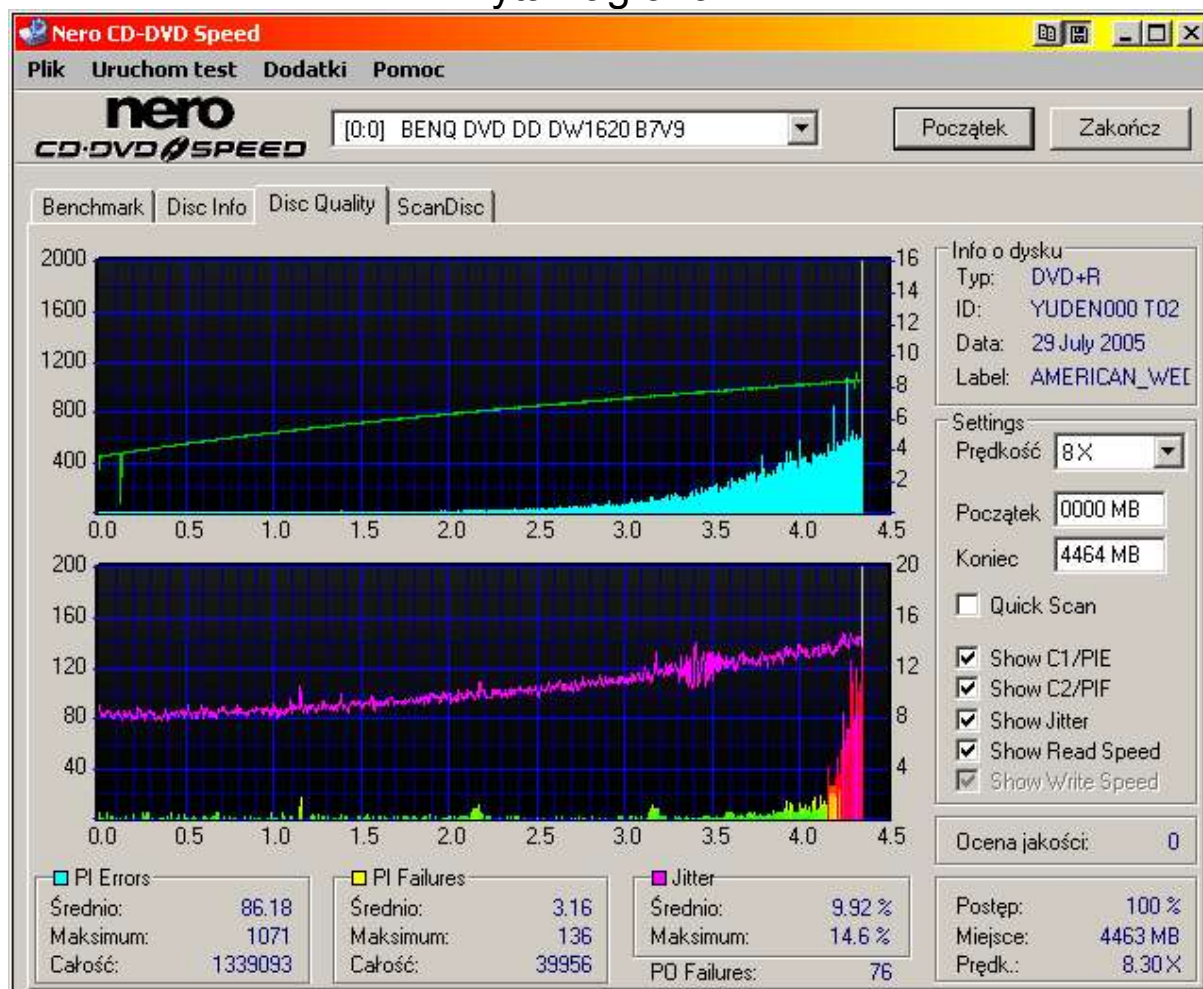 Nero CD-DVD Speed
Plik Uruchom test Dodatki Pomoc
nero
CD·DVD SPEED
[0:0] BENQ DVD DD DW1620 B7V9
Początek
Zakończ
Benchmark
Disc Info
Disc Quality
ScanDisc
2000
1600
1200
800
400
16
14
12
10
8
6
4
2
0.0 0.5 1.0 1.5 2.0 2.5 3.0 3.5 4.0 4.5
200
160
120
80
40
20
16
12
8
4
0.0 0.5 1.0 1.5 2.0 2.5 3.0 3.5 4.0 4.5
Info o dysku
Typ: DVD+R
ID: YUDEN000 T02
Data: 29 July 2005
Label: AMERICAN_WED
Settings
Prędkość 8X
Początek 0000 MB
Koniec 4464 MB
Quick Scan
Show C1/PIE
Show C2/PIF
Show Jitter
Show Read Speed
Show Write Speed
Ocena jakości: 0
PI Errors
Średnio: 86.18
Maksimum: 1071
Całość: 1339093
PI Failures
Średnio: 3.16
Maksimum: 136
Całość: 39956
Jitter
Średnio: 9.92 %
Maksimum: 14.6 %
PO Failures: 76
Postęp: 100 %
Miejsce: 4463 MB
Prędk.: 8.30 X